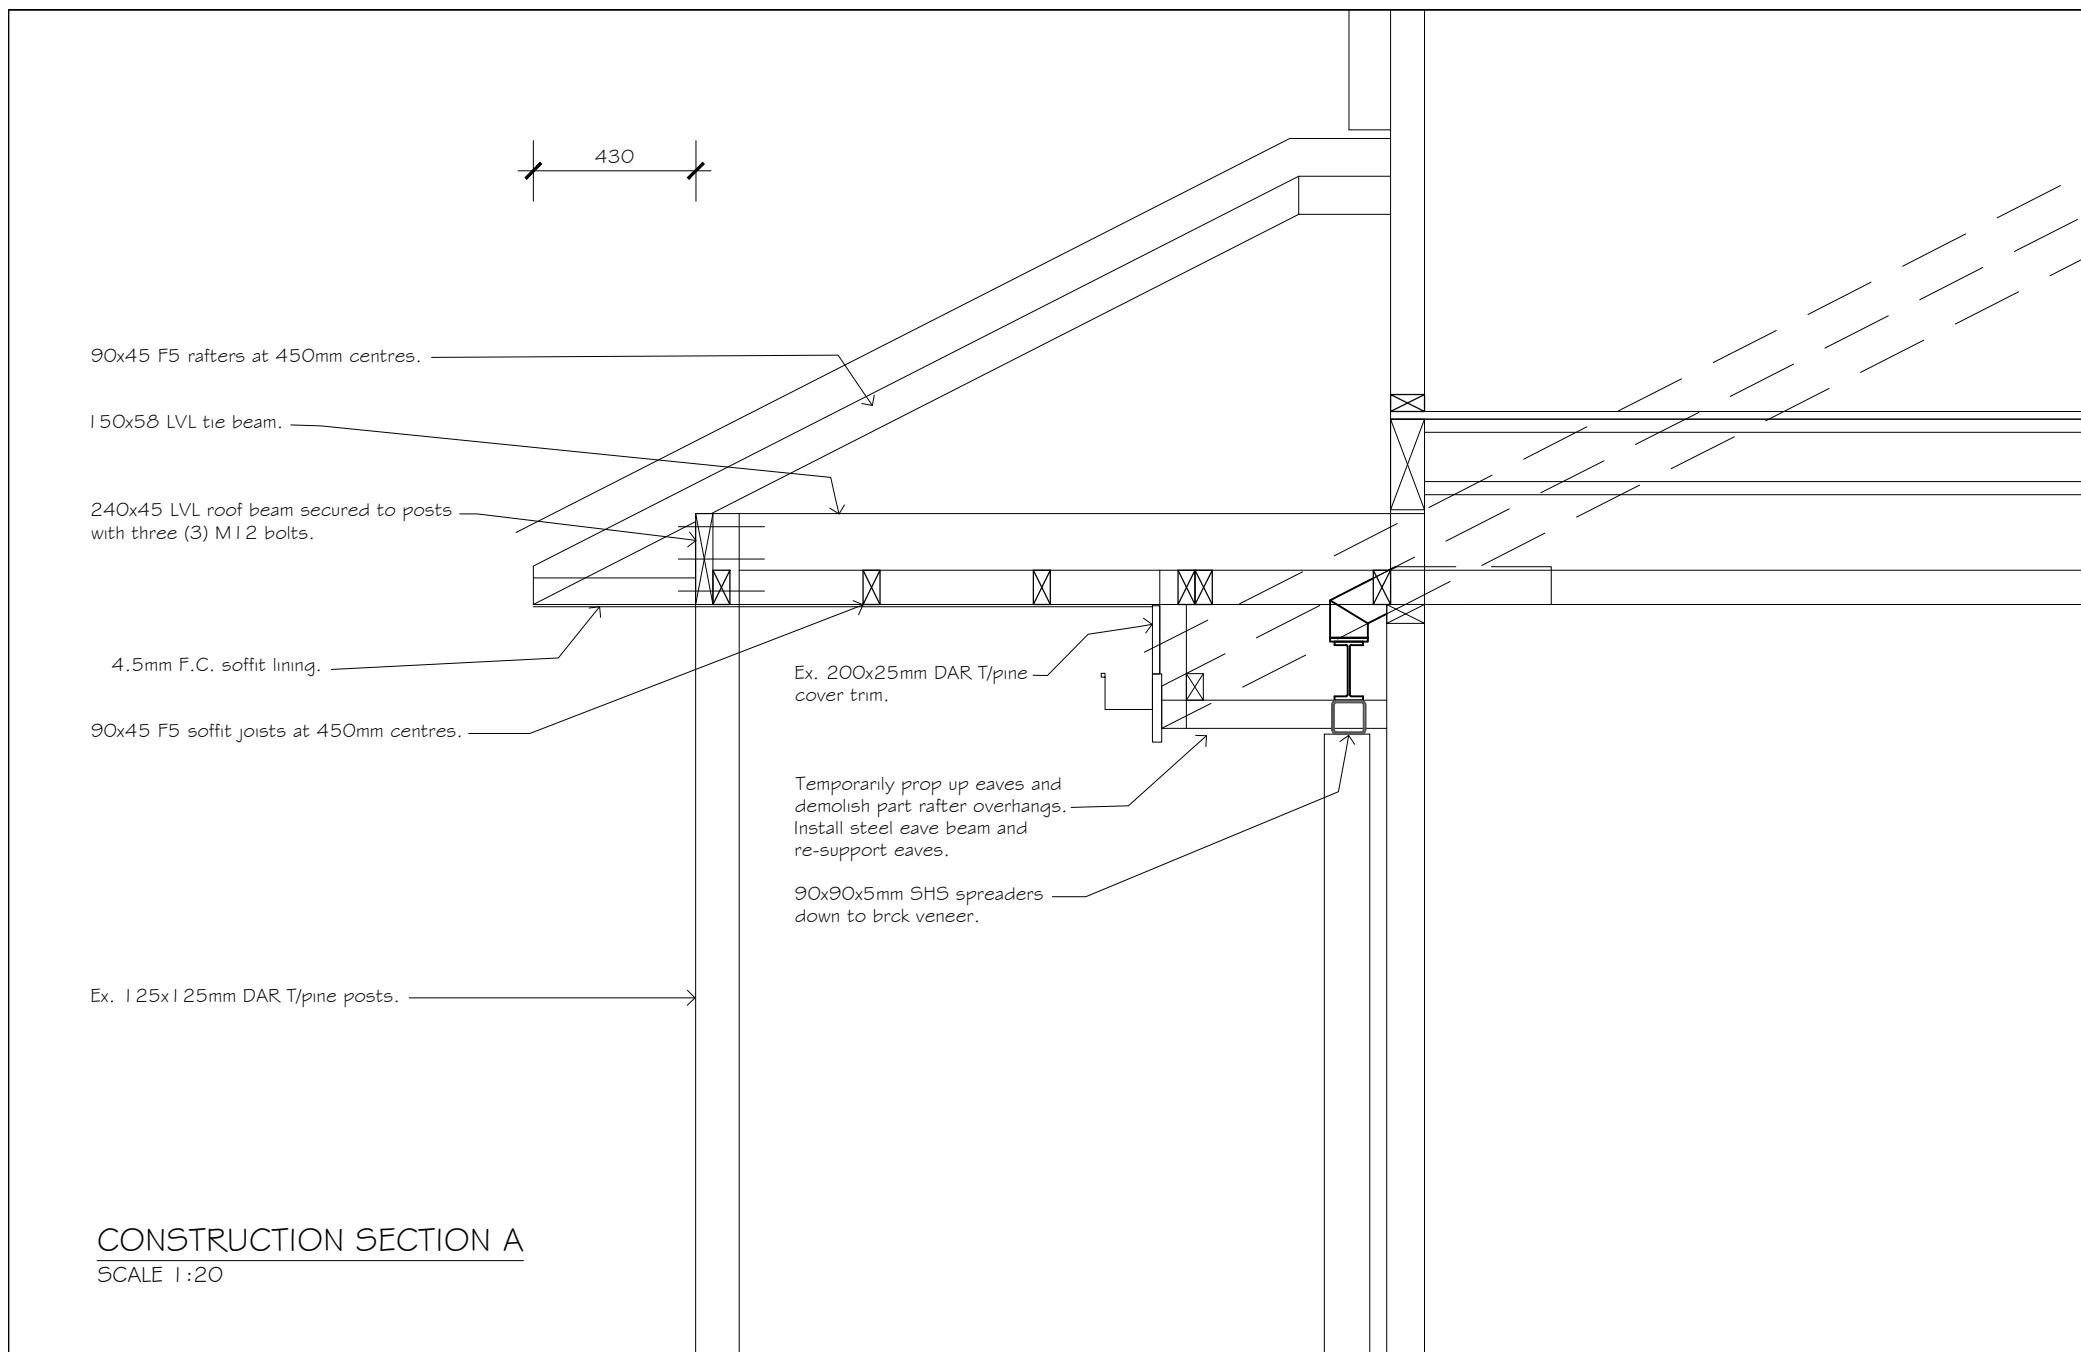 430
90x45 F5 rafters at 450mm centres.
150x58 LVL tie beam.
240x45 LVL roof beam secured to posts
with three (3) M12 bolts.
4.5mm F.C. soffit lining.
90x45 F5 soffit joists at 450mm centres.
Ex. 200x25mm DAR T/pine
cover trim.
Temporarily prop up eaves and
demolish part rafter overhangs.
Install steel eave beam and
re-support eaves.
90x90x5mm SHS spreaders
down to brck veneer.
Ex. 125x125mm DAR T/pine posts.
CONSTRUCTION SECTION A
SCALE 1:20